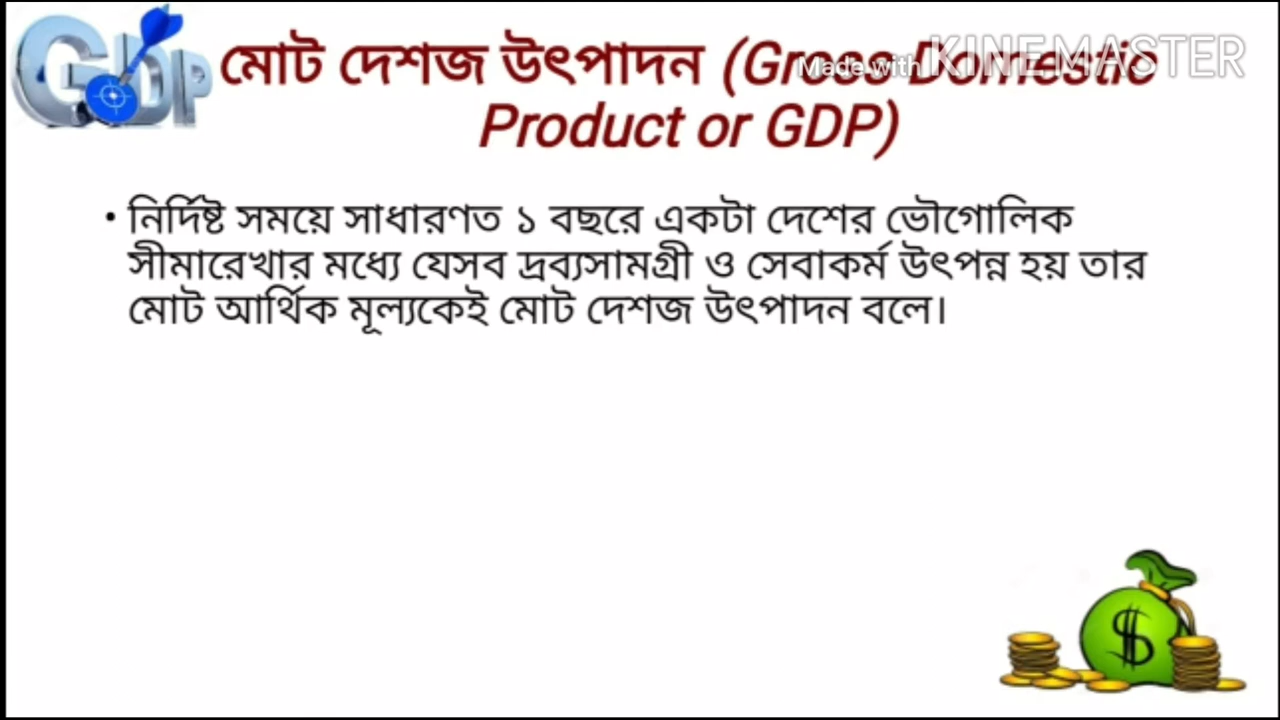 মোট দেশজ উৎপাদন (Gross Domestic
Product or GDP)
Made with KINEMASTER
GDP
• নির্দিষ্ট সময়ে সাধারণত ১ বছরে একটা দেশের ভৌগোলিক
সীমারেখার মধ্যে যেসব দ্রব্যসামগ্রী ও সেবাকর্ম উৎপন্ন হয় তার
মোট আর্থিক মূল্যকেই মোট দেশজ উৎপাদন বলে।
$